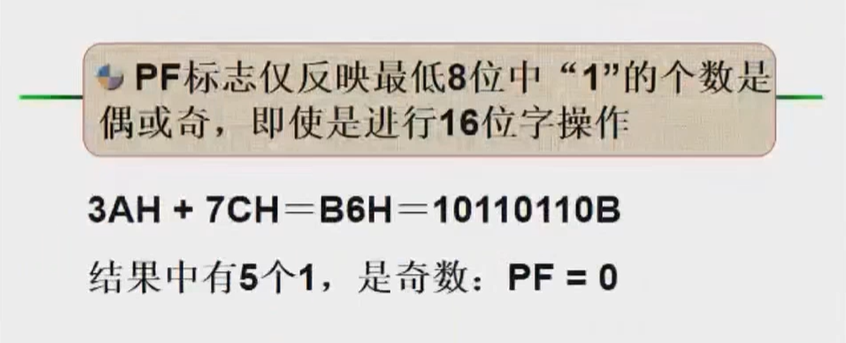 PF标志仅反映最低8位中“1”的个数是
偶或奇，即使是进行16位字操作
3AH + 7CH＝B6H＝10110110B
结果中有5个1，是奇数：PF = 0